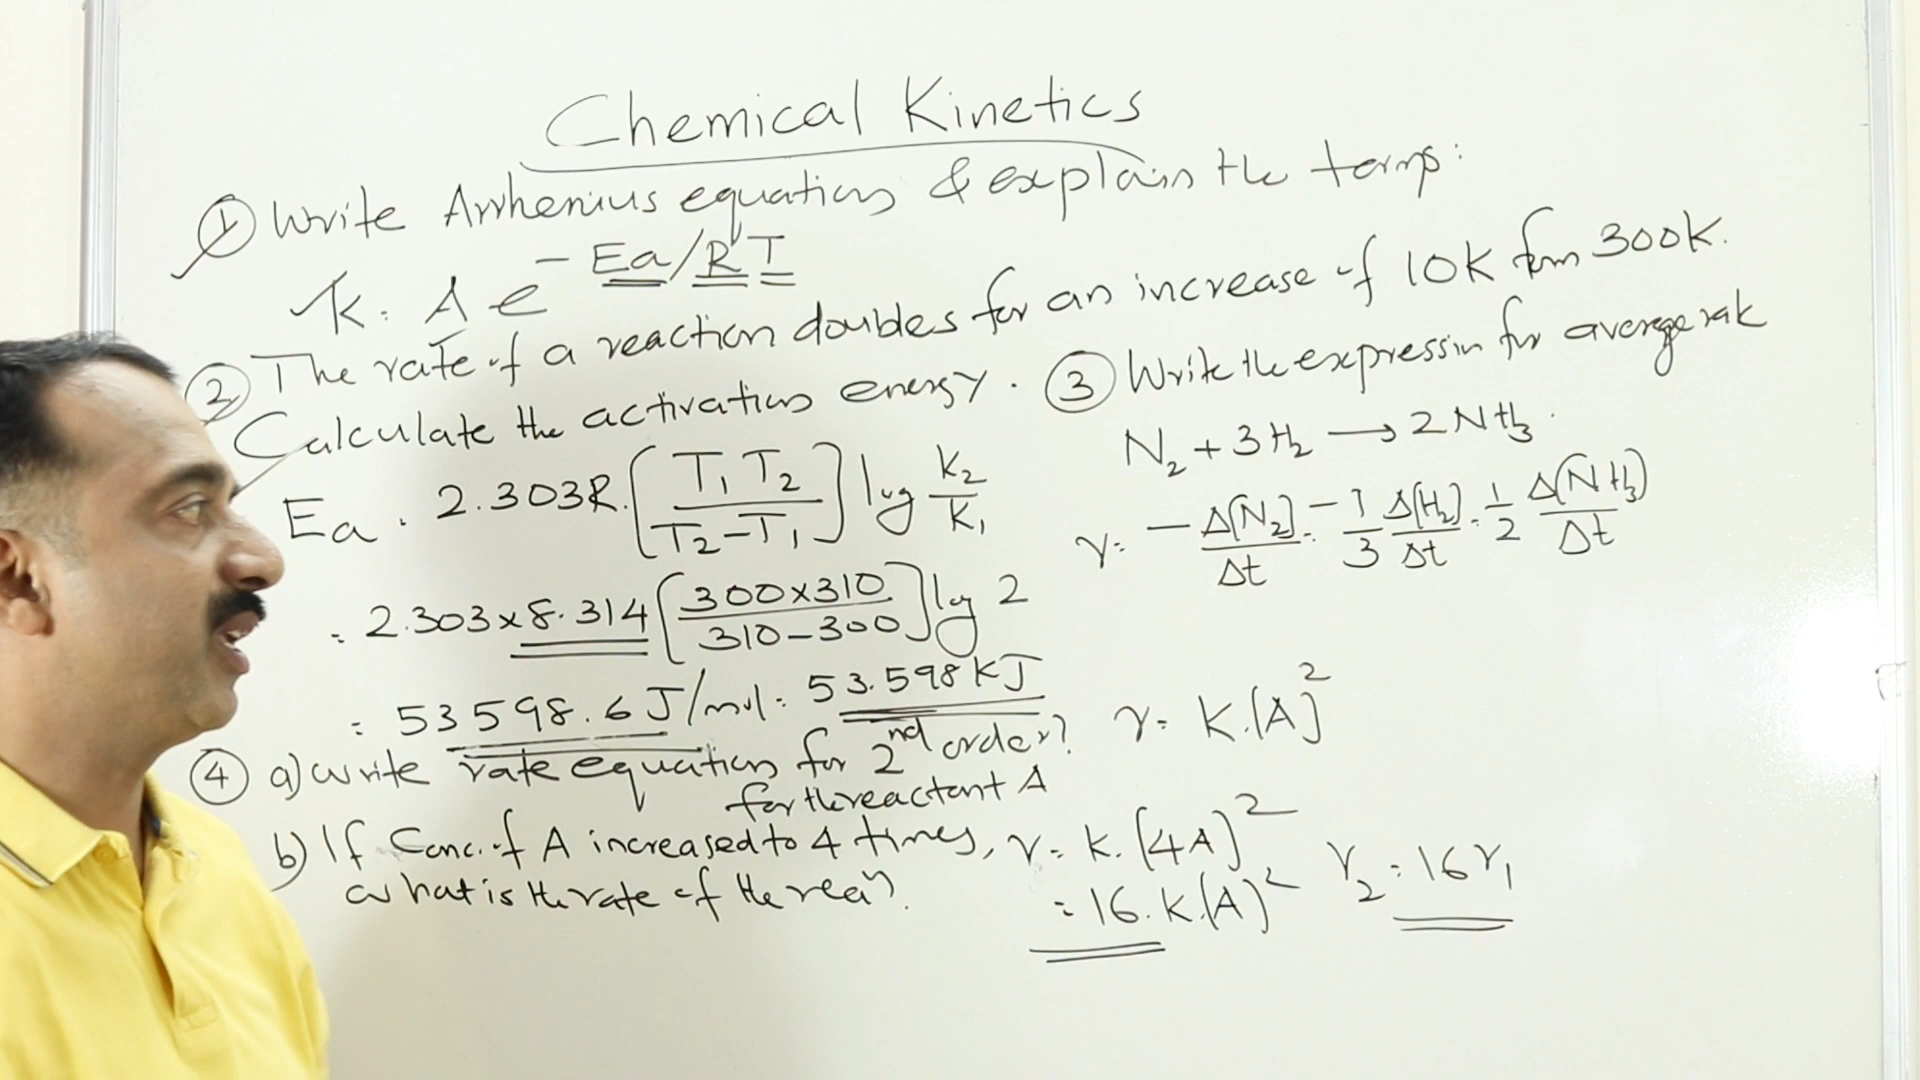 Chemical Kinetics
① Write Arrhenius equation & explain the terms:
k = A e^-Ea/RT
② The rate of a reaction doubles for an increase of 10K from 300K.
Calculate the activation energy.
Ea = 2.303R [T₁ T₂ / T₂-T₁] log k₂/k₁
= 2.303 x 8.314 [300x310 / 310-300] log 2
= 53598.6 J/mol = 53.598 KJ
③ Write the expression for average rate
N₂ + 3H₂ → 2NH₃.
r = -Δ[N₂]/Δt = -1/3 Δ[H₂]/Δt = 1/2 Δ[NH₃]/Δt
④ a) Write rate equation for 2nd order?
for the reactant A
r = K.[A]²
b) If Conc. of A increased to 4 times,
what is the rate of the rea^n?
r = k.[4A]²
= 16.K.[A]²
r₂ = 16r₁